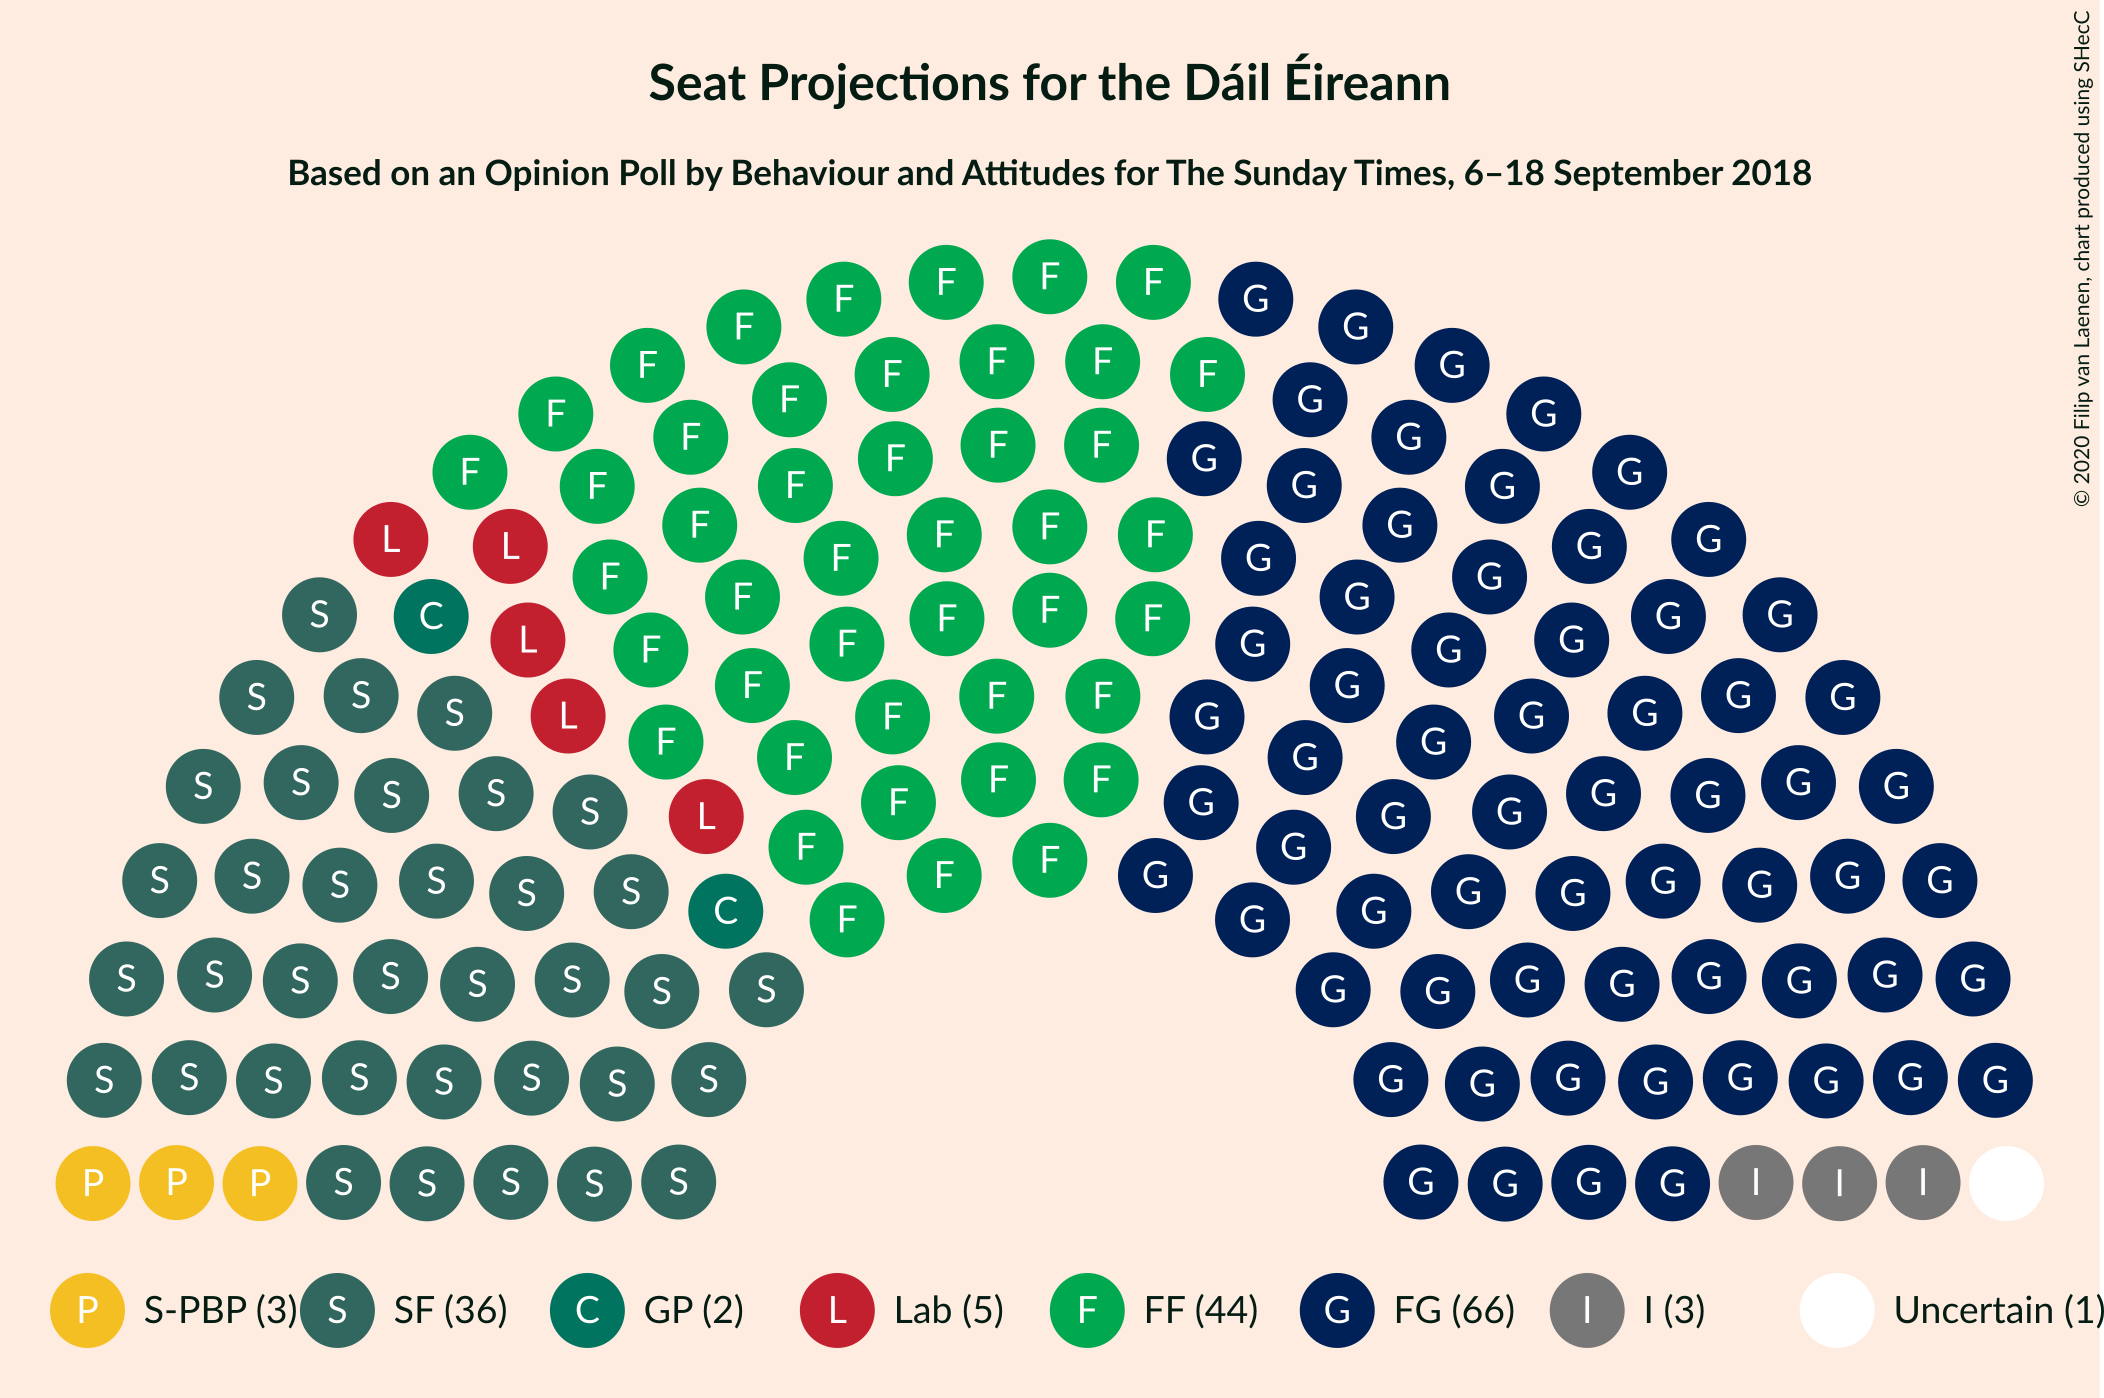 Seat Projections for the Dáil Éireann
Based on an Opinion Poll by Behaviour and Attitudes for The Sunday Times, 6–18 September 2018
© 2020 Filip van Laenen, chart produced using SHecC
F F F F G G
F F F F F G
F F F G G
F F F F G G
F F F F G G G
L F F F F F G G G G
L L F F F F G G G G G
S C L F F F F F G G G G G
S S S L F F F F F G G G G G G G
S S S S S L F F F F F G G G G G G G G G
S S S S S S C F F F F G G G G G G G G G G
S S S S S S S S G G G G G G G G
S S S S S S S S G G G G G G G G
P P P S S S S S G G G G I I I
P S-PBP (3) S SF (36) C GP (2) L Lab (5) F FF (44) G FG (66) I I (3) Uncertain (1)